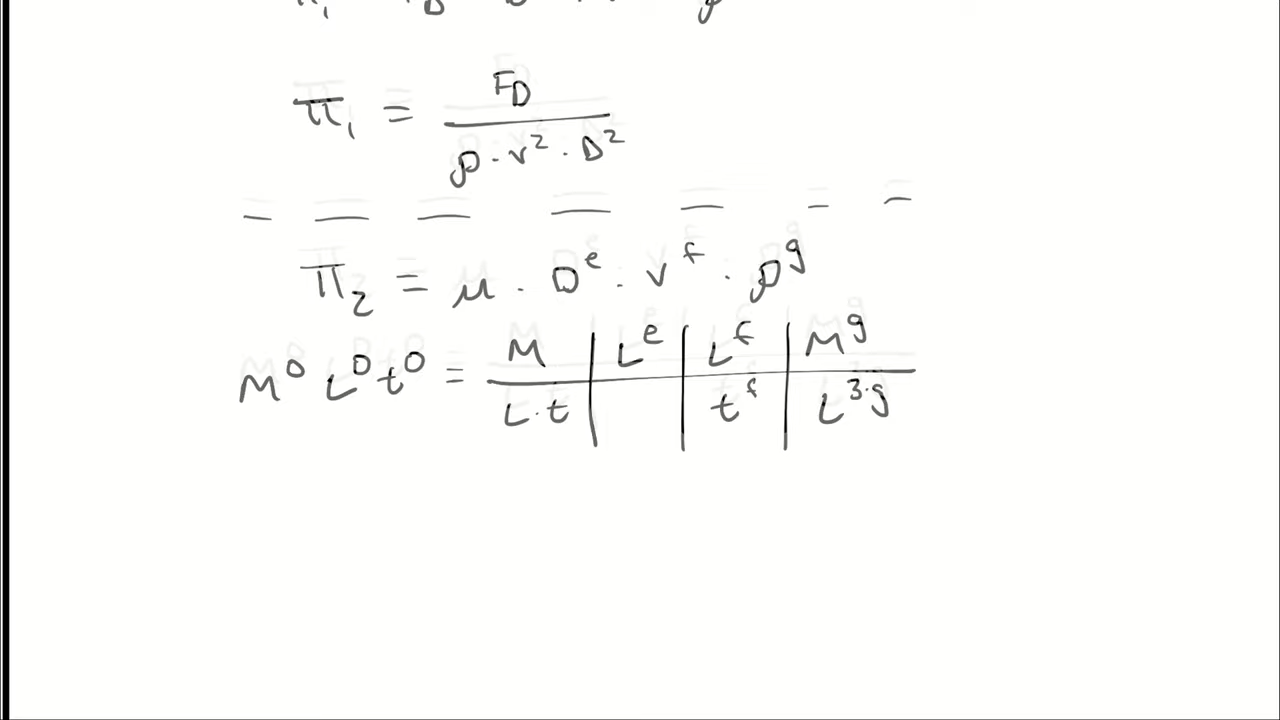 π₁ = F_D / (ρ · v² · D²)
π₂ = μ · D^e · v^f · ρ^g
M⁰ L⁰ t⁰ = M / (L · t) | L^e | L^f / t^f | M^g / L^(3·g)